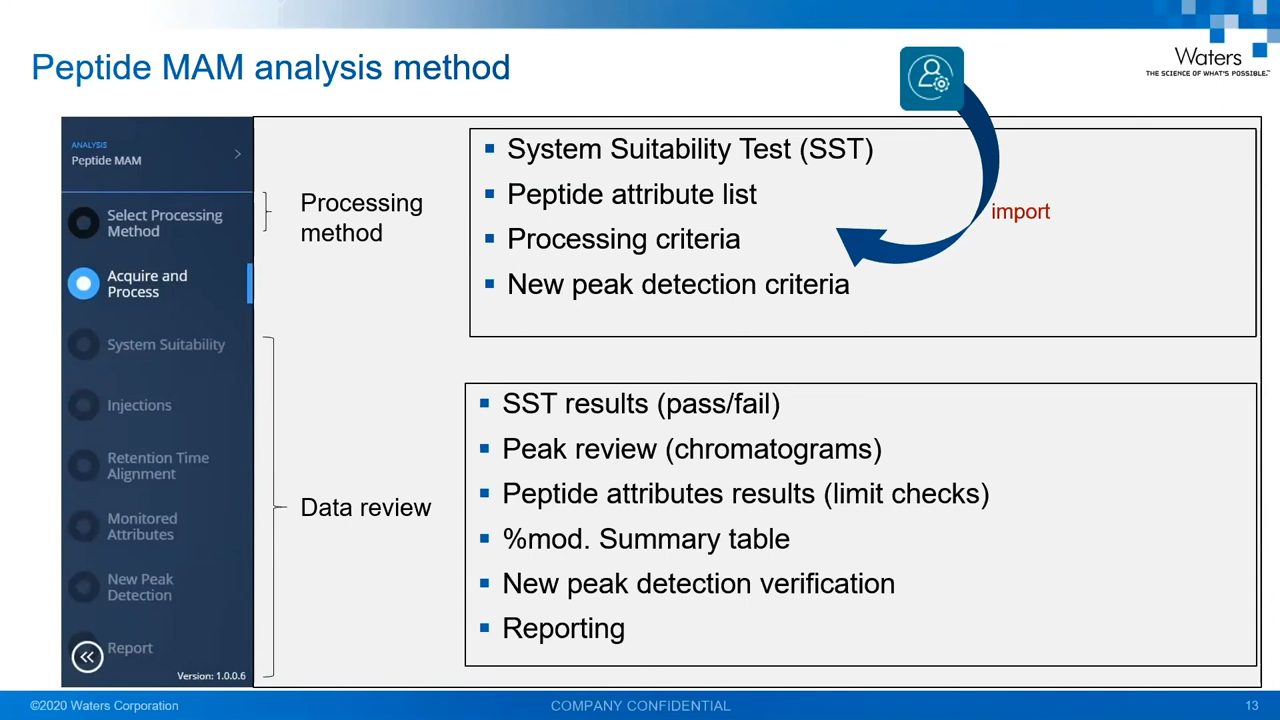 Peptide MAM analysis method
Waters
THE SCIENCE OF WHAT'S POSSIBLE.™
ANALYSIS
Peptide MAM
Select Processing
Method
Acquire and
Process
System Suitability
Injections
Retention Time
Alignment
Monitored
Attributes
New Peak
Detection
Report
Version: 1.0.0.6
Processing
method
▪ System Suitability Test (SST)
▪ Peptide attribute list
▪ Processing criteria
▪ New peak detection criteria
import
Data review
▪ SST results (pass/fail)
▪ Peak review (chromatograms)
▪ Peptide attributes results (limit checks)
▪ %mod. Summary table
▪ New peak detection verification
▪ Reporting
©2020 Waters Corporation
COMPANY CONFIDENTIAL
13